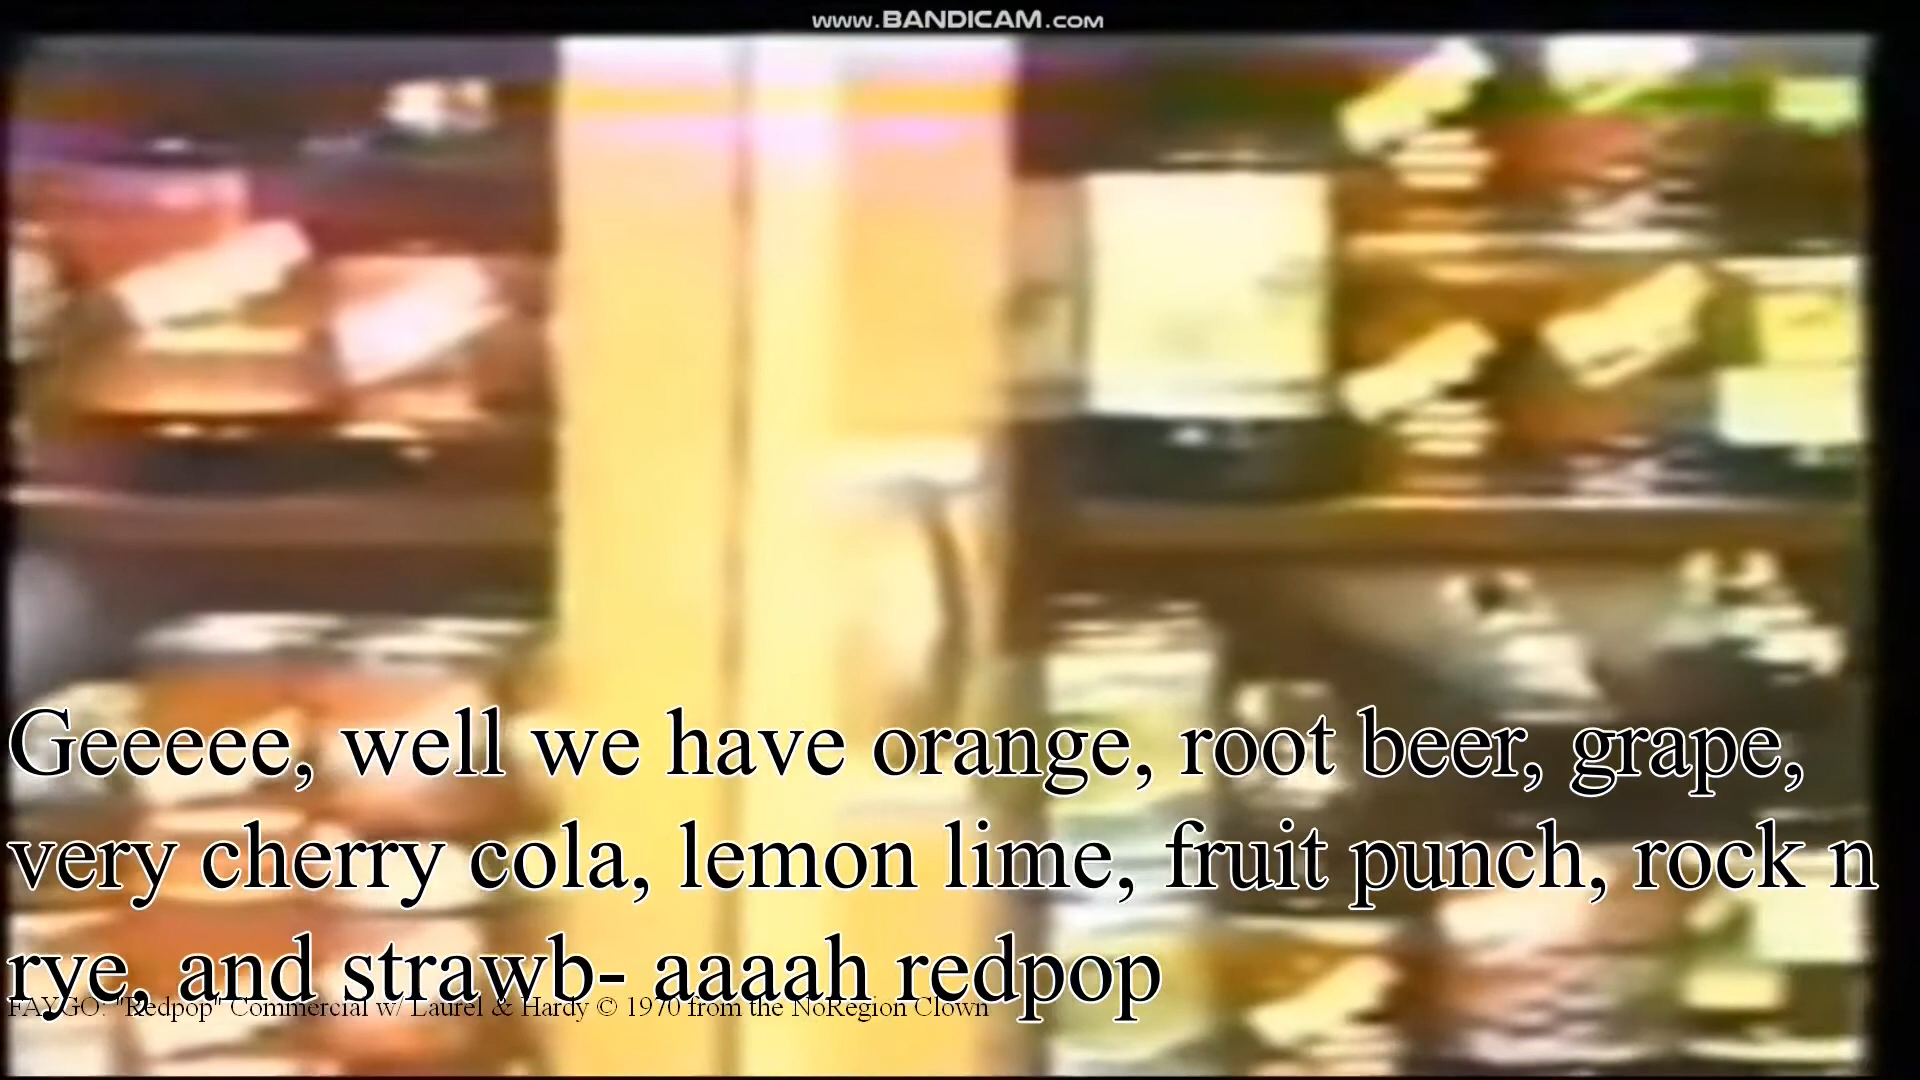 www.BANDICAM.com
Geeeee, well we have orange, root beer, grape,
very cherry cola, lemon lime, fruit punch, rock n
rye, and strawb- aaaah redpop
FAYGO: "Redpop" Commercial w/ Laurel & Hardy © 1970 from the NoRegion Clown